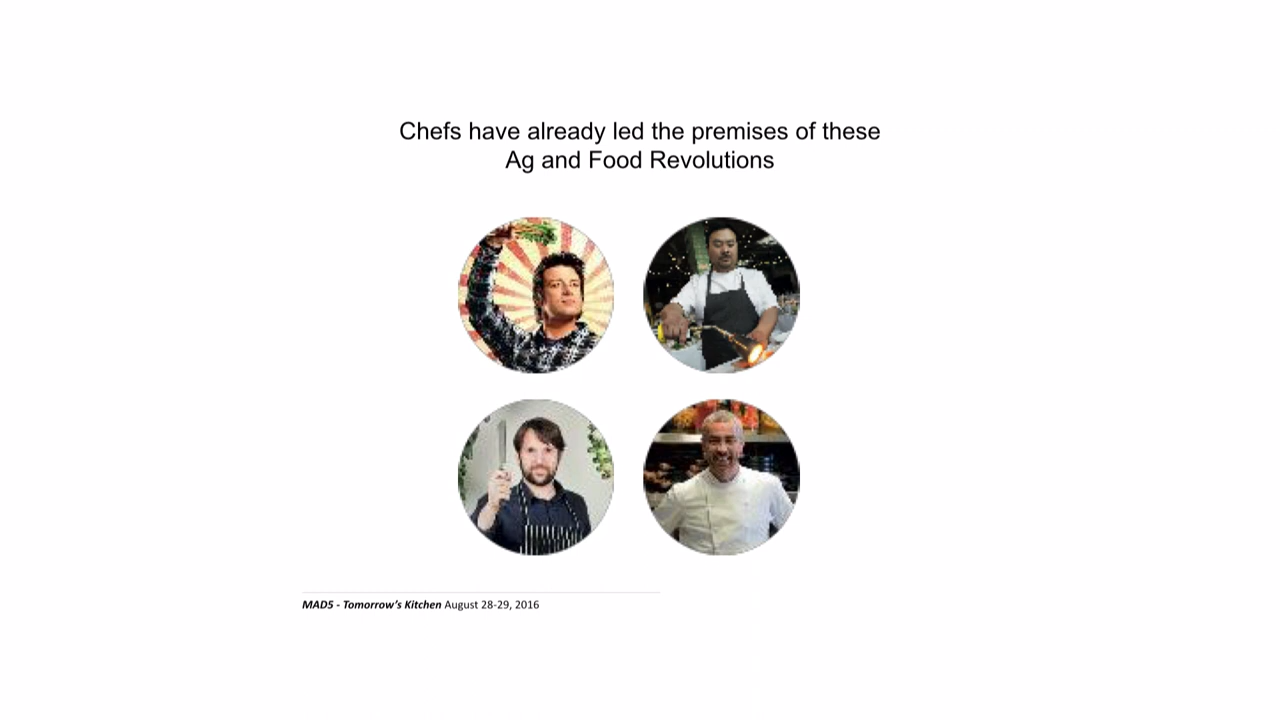 Chefs have already led the premises of these
Ag and Food Revolutions
MAD5 - Tomorrow's Kitchen August 28-29, 2016